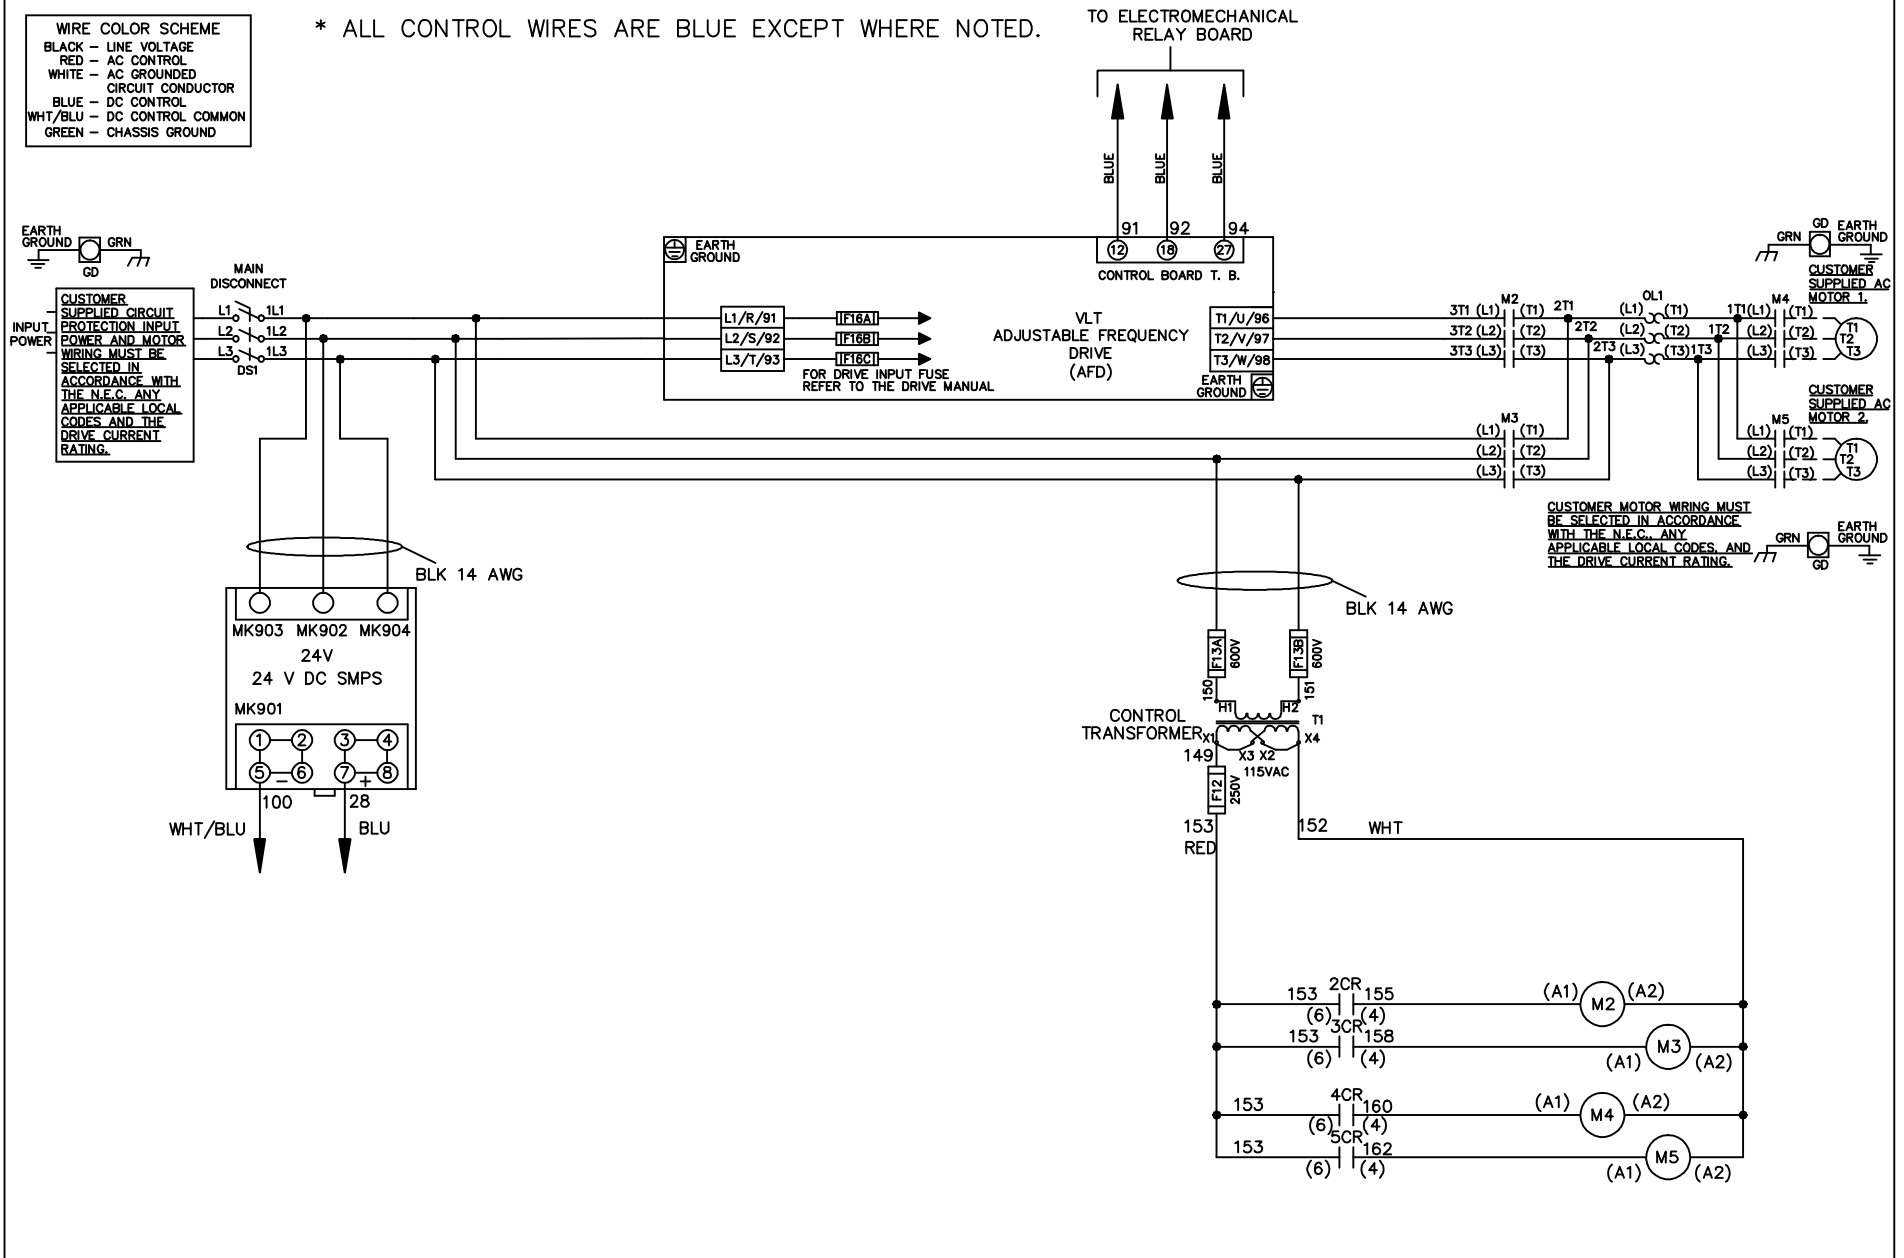 WIRE COLOR SCHEME
BLACK – LINE VOLTAGE
RED – AC CONTROL
WHITE – AC GROUNDED
CIRCUIT CONDUCTOR
BLUE – DC CONTROL
WHT/BLU – DC CONTROL COMMON
GREEN – CHASSIS GROUND
* ALL CONTROL WIRES ARE BLUE EXCEPT WHERE NOTED.
TO ELECTROMECHANICAL
RELAY BOARD
BLUE
BLUE
BLUE
91
92
94
12
18
27
CONTROL BOARD T. B.
EARTH
GROUND
GRN
GD
MAIN
DISCONNECT
L1
1L1
L2
1L2
L3
1L3
DS1
INPUT
POWER
CUSTOMER
SUPPLIED CIRCUIT
PROTECTION INPUT
POWER AND MOTOR
WIRING MUST BE
SELECTED IN
ACCORDANCE WITH
THE N.E.C. ANY
APPLICABLE LOCAL
CODES AND THE
DRIVE CURRENT
RATING.
EARTH
GROUND
L1/R/91
L2/S/92
L3/T/93
F16A
F16B
F16C
FOR DRIVE INPUT FUSE
REFER TO THE DRIVE MANUAL
VLT
ADJUSTABLE FREQUENCY
DRIVE
(AFD)
T1/U/96
T2/V/97
T3/W/98
EARTH
GROUND
3T1 (L1)
3T2 (L2)
3T3 (L3)
M2
(T1)
(T2)
(T3)
2T1
2T2
2T3
OL1
(L1)
(T1)
(L2)
(T2)
(L3)
(T3)
1T1
1T2
1T3
M4
(L1)
(T1)
(L2)
(T2)
(L3)
(T3)
T1
T2
T3
GD
EARTH
GROUND
GRN
CUSTOMER
SUPPLIED AC
MOTOR 1.
M3
(L1)
(T1)
(L2)
(T2)
(L3)
(T3)
CUSTOMER
SUPPLIED AC
MOTOR 2.
M5
(L1)
(T1)
(L2)
(T2)
(L3)
(T3)
T1
T2
T3
CUSTOMER MOTOR WIRING MUST
BE SELECTED IN ACCORDANCE
WITH THE N.E.C., ANY
APPLICABLE LOCAL CODES, AND
THE DRIVE CURRENT RATING.
GRN
EARTH
GROUND
GD
BLK 14 AWG
MK903 MK902 MK904
24V
24 V DC SMPS
MK901
1
2
3
4
5
6
7
8
–
+
100
28
WHT/BLU
BLU
BLK 14 AWG
F13A
600V
F13B
600V
150
151
H1
H2
CONTROL
TRANSFORMER
T1
X1
X3 X2
X4
149
115VAC
F12
250V
153
RED
152
WHT
153
2CR
155
(6)
(4)
(A1)
M2
(A2)
153
3CR
158
(6)
(4)
(A1)
M3
(A2)
153
4CR
160
(6)
(4)
(A1)
M4
(A2)
153
5CR
162
(6)
(4)
(A1)
M5
(A2)